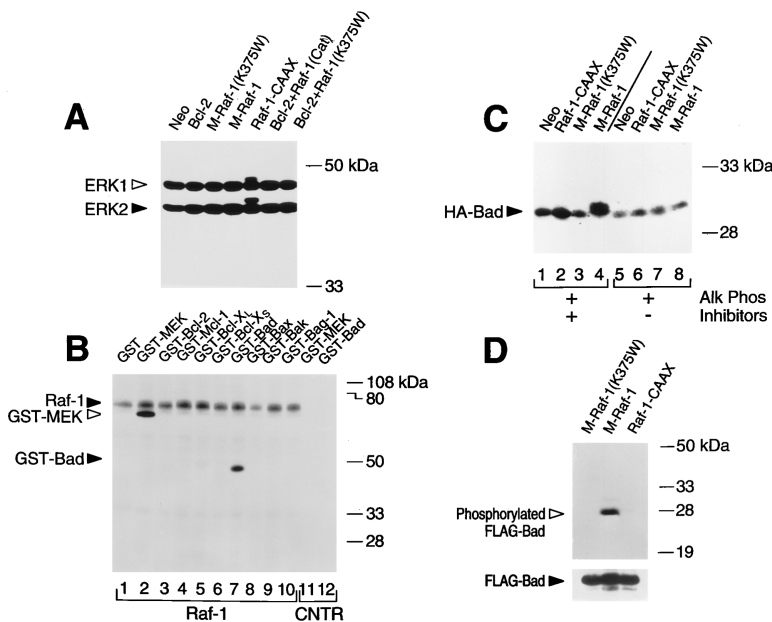 A
Neo
Bcl-2
M-Raf-1(K375W)
M-Raf-1
Raf-1-CAAX
Bcl-2+Raf-1(Cat)
Bcl-2+Raf-1(K375W)
ERK1
ERK2
50 kDa
33
B
GST
GST-MEK
GST-Bcl-2
GST-Mcl-1
GST-Bcl-XL
GST-Bcl-XS
GST-Bad
GST-Bax
GST-Bak
GST-Bag-1
GST-MEK
GST-Bad
Raf-1
GST-MEK
GST-Bad
108 kDa
80
50
33
28
1 2 3 4 5 6 7 8 9 10 11 12
Raf-1 CNTR
C
Neo
Raf-1-CAAX
M-Raf-1(K375W)
M-Raf-1
Neo
Raf-1-CAAX
M-Raf-1(K375W)
M-Raf-1
HA-Bad
33 kDa
28
1 2 3 4 5 6 7 8
+ + Alk Phos
+ - Inhibitors
D
M-Raf-1(K375W)
M-Raf-1
Raf-1-CAAX
50 kDa
33
28
19
Phosphorylated
FLAG-Bad
FLAG-Bad